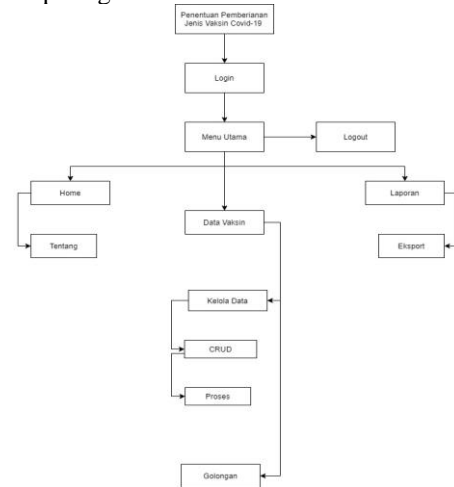 Penentuan Pemberianan
Jenis Vaksin Covid-19
Login
Menu Utama
Logout
Home
Laporan
Data Vaksin
Tentang
Eksport
Kelola Data
CRUD
Proses
Golongan